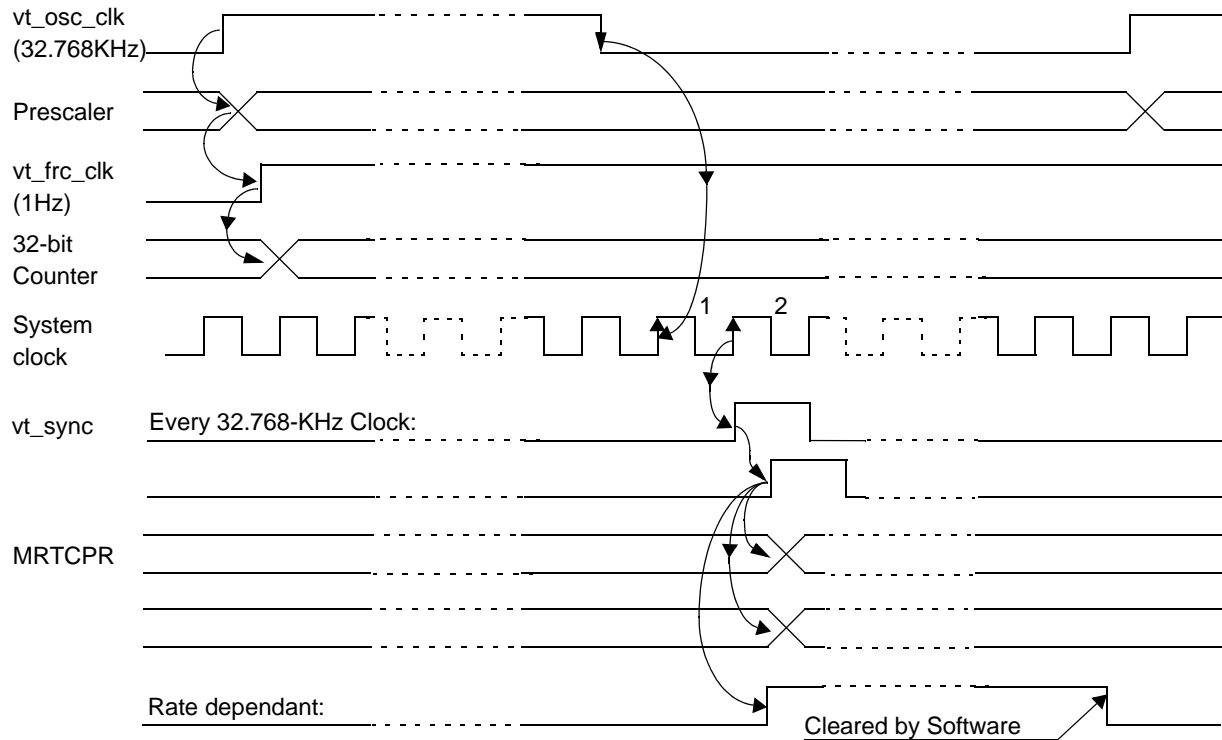 vt_osc_clk
(32.768KHz)
Prescaler
vt_frc_clk
(1Hz)
32-bit
Counter
1
2
System
clock
vt_sync
Every 32.768-KHz Clock:
MRTCPR
Rate dependant:
Cleared by Software